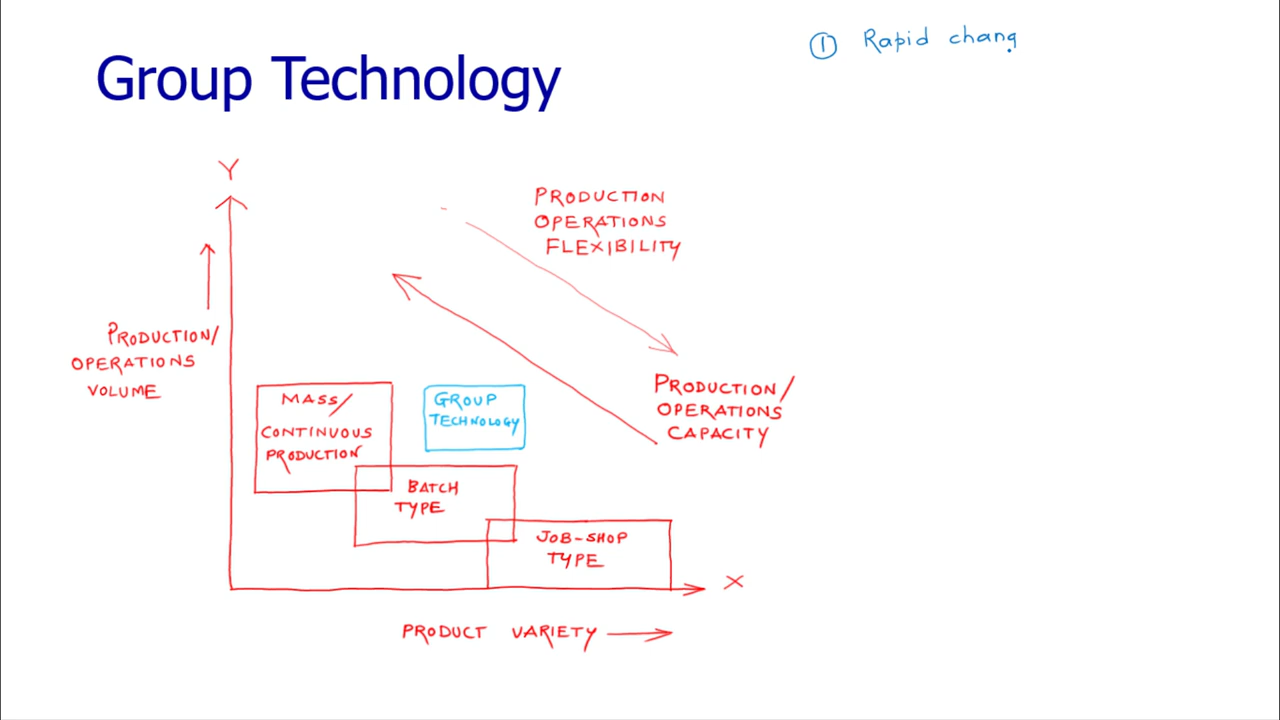 Group Technology
① Rapid chang
Y
PRODUCTION
OPERATIONS
FLEXIBILITY
PRODUCTION/
OPERATIONS
VOLUME
PRODUCTION/
OPERATIONS
CAPACITY
MASS/
CONTINUOUS
PRODUCTION
GROUP
TECHNOLOGY
BATCH
TYPE
JOB-SHOP
TYPE
X
PRODUCT VARIETY